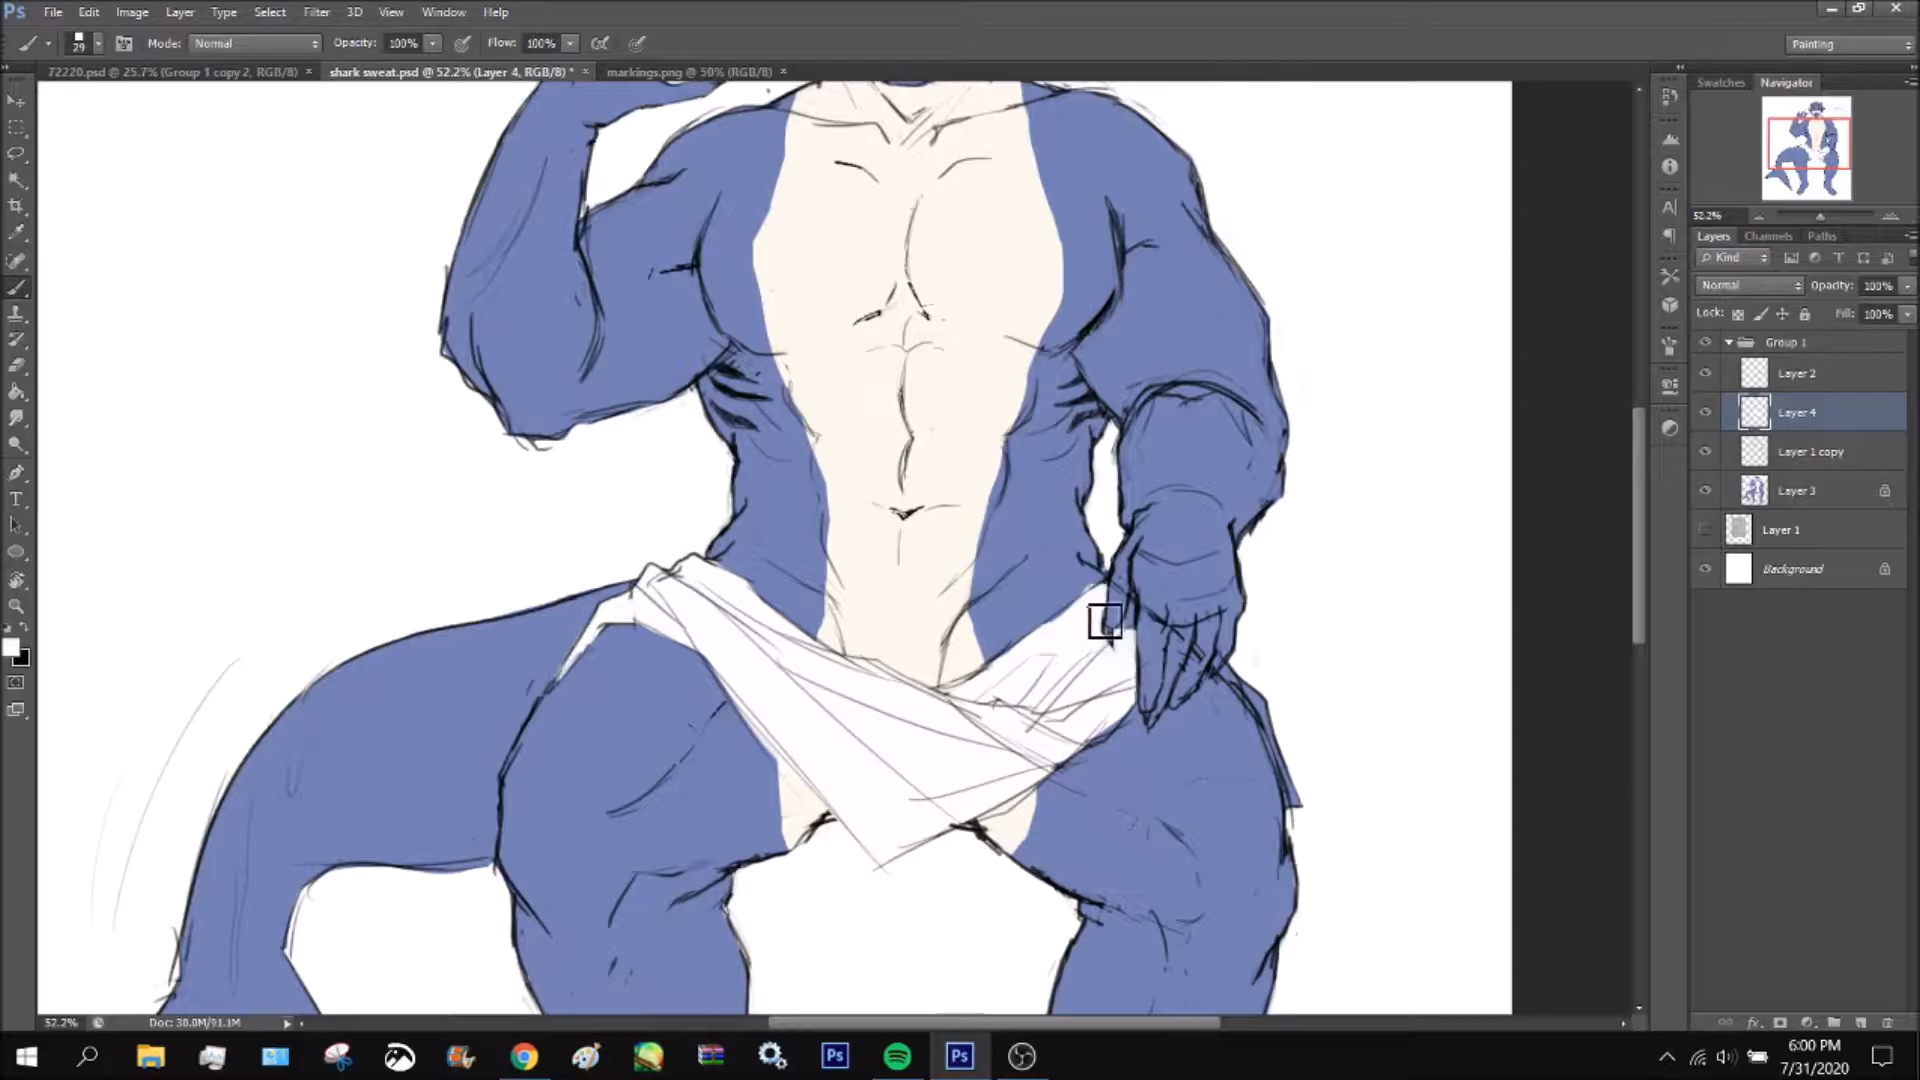 Ps File Edit Image Layer Type Select Filter 3D View Window Help
29 Mode: Normal Opacity: 100% Flow: 100% Painting
72220.psd @ 25.7% (Group 1 copy 2, RGB/8) × shark sweat.psd @ 52.2% (Layer 4, RGB/8) * × markings.png @ 50% (RGB/8) ×
Swatches Navigator
52.2%
Layers Channels Paths
Kind
Normal Opacity: 100%
Lock: Fill: 100%
Group 1
Layer 2
Layer 4
Layer 1 copy
Layer 3
Layer 1
Background
52.2% Doc: 30.0M/91.1M
6:00 PM
7/31/2020